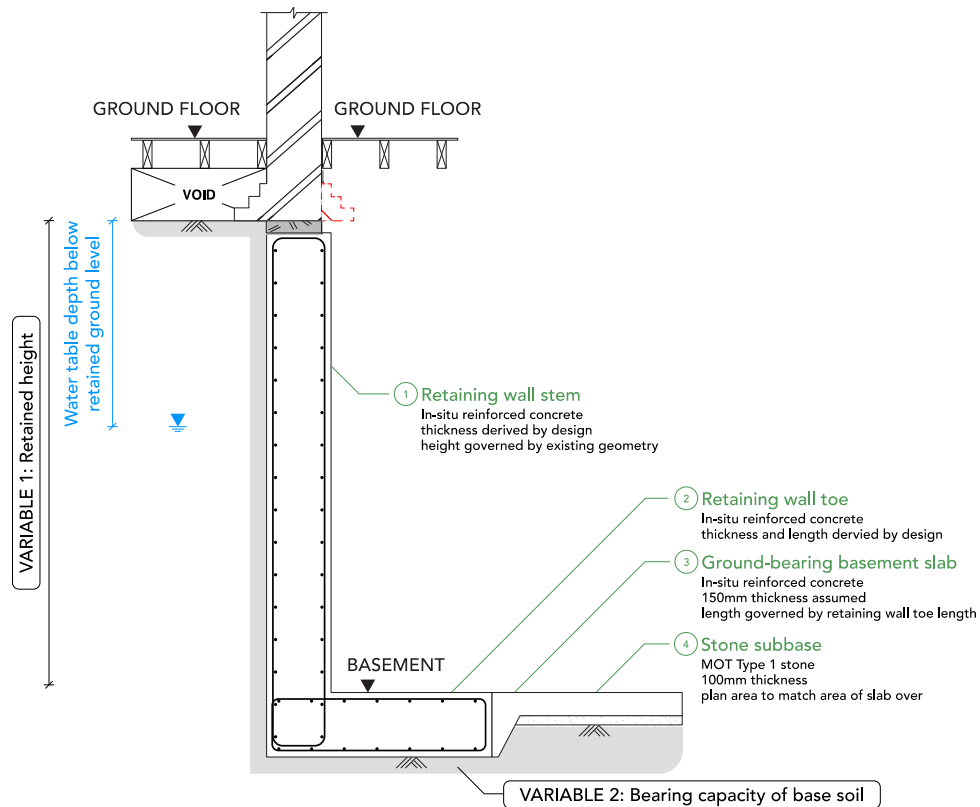 GROUND FLOOR
GROUND FLOOR
VOID
Water table depth below
retained ground level
VARIABLE 1: Retained height
1 Retaining wall stem
In-situ reinforced concrete
thickness derived by design
height governed by existing geometry
2 Retaining wall toe
In-situ reinforced concrete
thickness and length dervied by design
3 Ground-bearing basement slab
In-situ reinforced concrete
150mm thickness assumed
length governed by retaining wall toe length
4 Stone subbase
MOT Type 1 stone
100mm thickness
plan area to match area of slab over
BASEMENT
VARIABLE 2: Bearing capacity of base soil